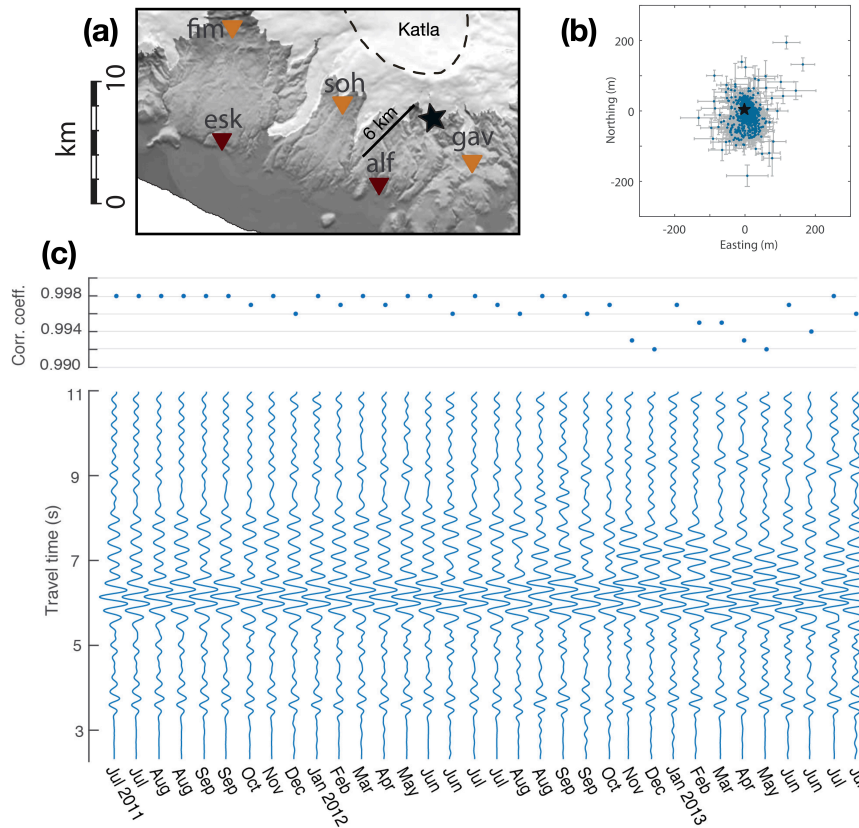 (a)
fim
Katla
soh
esk
6 km
gav
alf
10
km
0
(b)
200
0
-200
Northing (m)
-200
0
200
Easting (m)
(c)
0.998
0.994
0.990
Corr. coeff.
11
9
7
5
3
Travel time (s)
Jul 2011
Jul
Aug
Aug
Sep
Sep
Oct
Nov
Dec
Jan 2012
Feb
Mar
Apr
May
Jun
Jun
Jul
Jul
Aug
Aug
Sep
Sep
Oct
Nov
Dec
Jan 2013
Feb
Mar
Apr
May
Jun
Jun
Jul